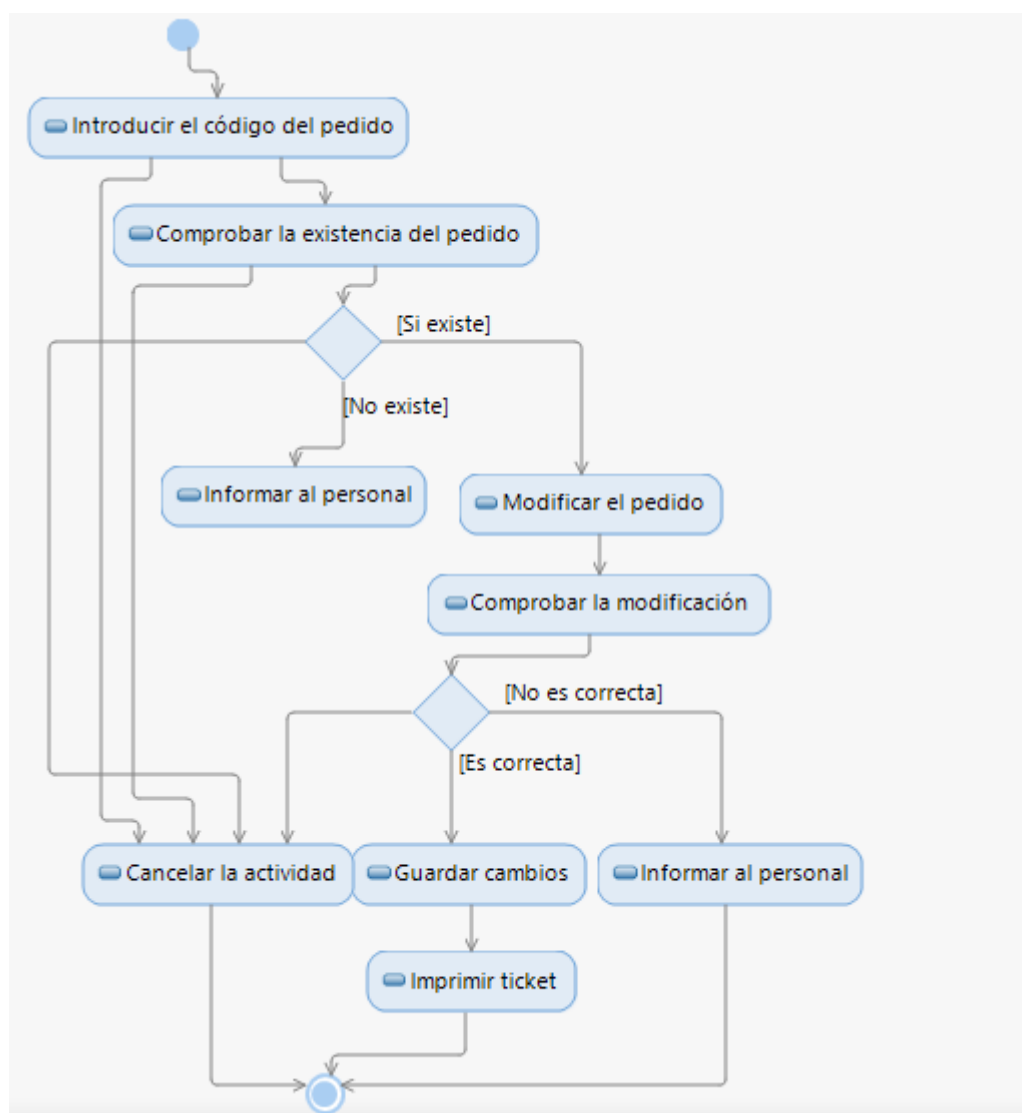 Introducir el código del pedido
Comprobar la existencia del pedido
[Si existe]
[No existe]
Informar al personal
Modificar el pedido
Comprobar la modificación
[No es correcta]
[Es correcta]
Cancelar la actividad
Guardar cambios
Informar al personal
Imprimir ticket